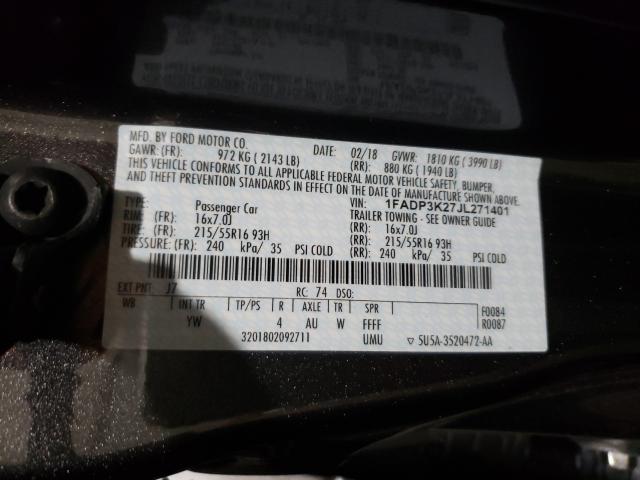 MFD. BY FORD MOTOR CO.
DATE: 02/18 GVWR: 1810 KG ( 3990 LB)
GAWR: (FR): 972 KG ( 2143 LB) (RR): 880 KG ( 1940 LB)
THIS VEHICLE CONFORMS TO ALL APPLICABLE FEDERAL MOTOR VEHICLE SAFETY, BUMPER,
AND THEFT PREVENTION STANDARDS IN EFFECT ON THE DATE OF MANUFACTURE SHOWN ABOVE.
VIN: 1FADP3K27JL271401
TYPE: Passenger Car TRAILER TOWING - SEE OWNER GUIDE
RIM: (FR): 16x7.0J (RR): 16x7.0J
TIRE: (FR): 215/55R16 93H (RR): 215/55R16 93H
COLD (FR): 240 kPa/ 35 PSI COLD (RR): 240 kPa/ 35 PSI COLD
EXT PNT: J7 RC: 74 DSO:
WB INT TR TP/PS R AXLE TR SPR F0084
YW 4 AU W FFFF R0087
3201802092711 UMU ▽ 5U5A-3520472-AA